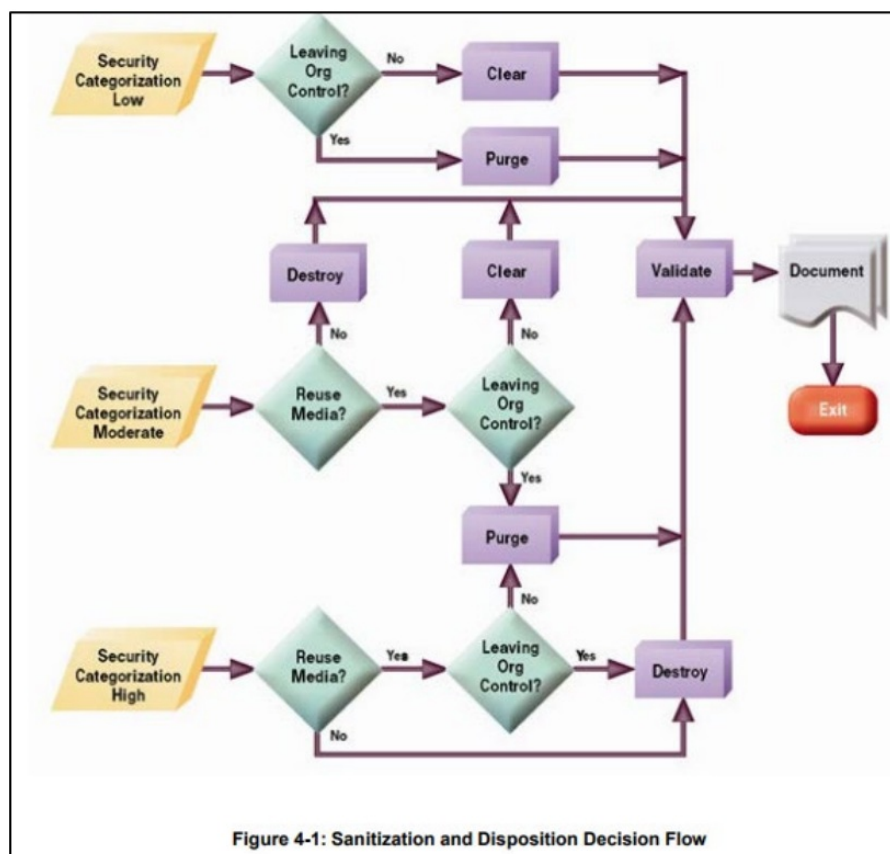 Security
Categorization
Low
Leaving
Org
Control?
No
Clear
Yes
Purge
Destroy
Clear
Validate
Document
No
No
Security
Categorization
Moderate
Reuse
Media?
Yes
Leaving
Org
Control?
Exit
Yes
Purge
No
Security
Categorization
High
Reuse
Media?
Yes
Leaving
Org
Control?
Yes
Destroy
No
Figure 4-1: Sanitization and Disposition Decision Flow